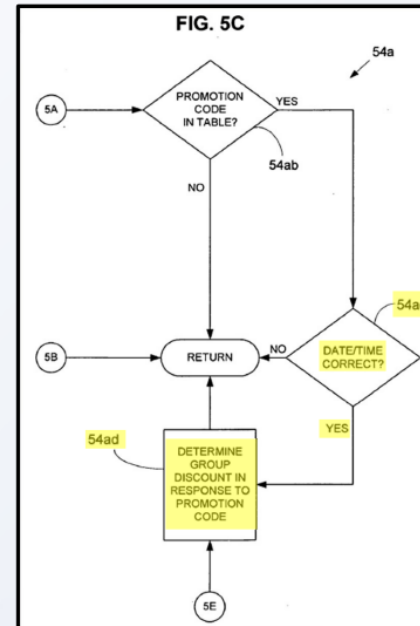 FIG. 5C
54a
5A
PROMOTION
CODE
IN TABLE?
YES
54ab
NO
5B
RETURN
NO
DATE/TIME
CORRECT?
YES
54ad
DETERMINE
GROUP
DISCOUNT IN
RESPONSE TO
PROMOTION
CODE
5E